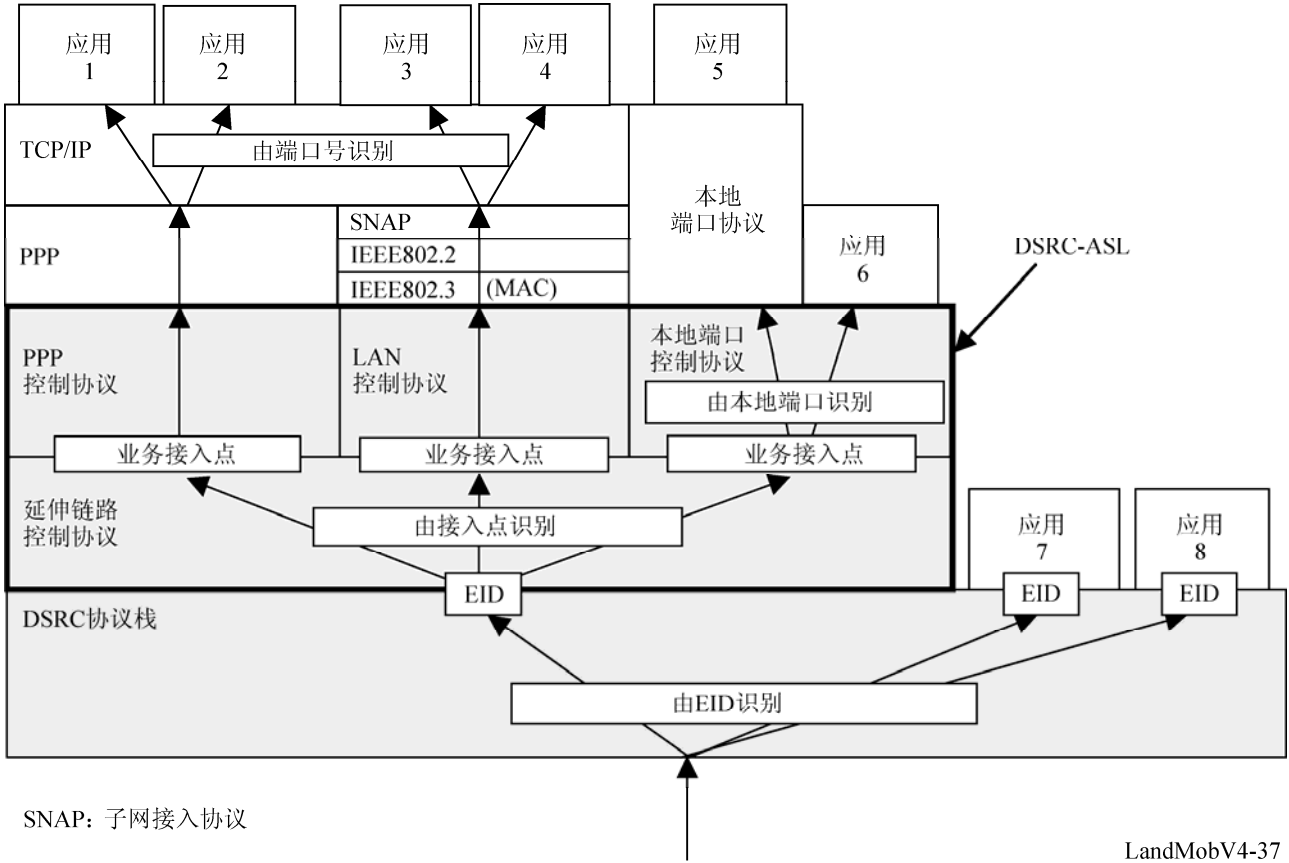 应用
1
应用
2
应用
3
应用
4
应用
5
TCP/IP
由端口号识别
本地
端口协议
PPP
SNAP
IEEE802.2
IEEE802.3 (MAC)
应用
6
DSRC-ASL
PPP
控制协议
LAN
控制协议
本地端口
控制协议
由本地端口识别
业务接入点
业务接入点
业务接入点
延伸链路
控制协议
由接入点识别
应用
7
应用
8
EID
EID
EID
DSRC协议栈
由EID识别
SNAP：子网接入协议
LandMobV4-37